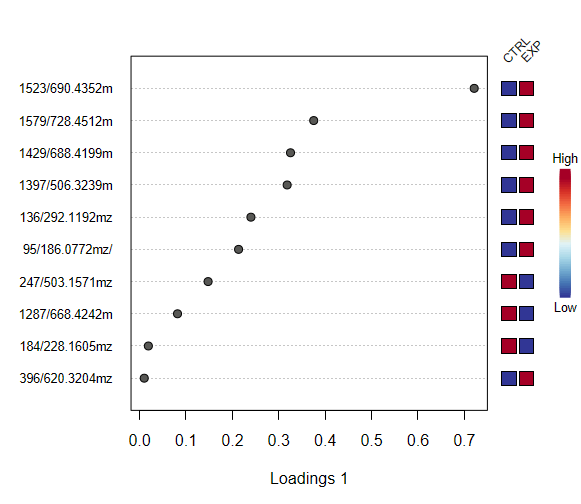 CTRL
EXP
1523/690.4352m
1579/728.4512m
1429/688.4199m
1397/506.3239m
136/292.1192mz
95/186.0772mz/
247/503.1571mz
1287/668.4242m
184/228.1605mz
396/620.3204mz
High
Low
0.0 0.1 0.2 0.3 0.4 0.5 0.6 0.7
Loadings 1